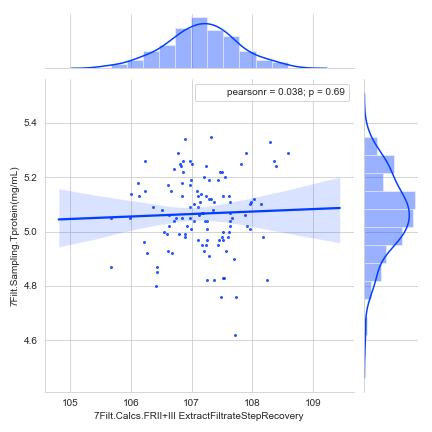 pearsonr = 0.038; p = 0.69
7Filt.Sampling.Tprotein(mg/mL)
5.4
5.2
5.0
4.8
4.6
105 106 107 108 109
7Filt.Calcs.FRII+III ExtractFiltrateStepRecovery